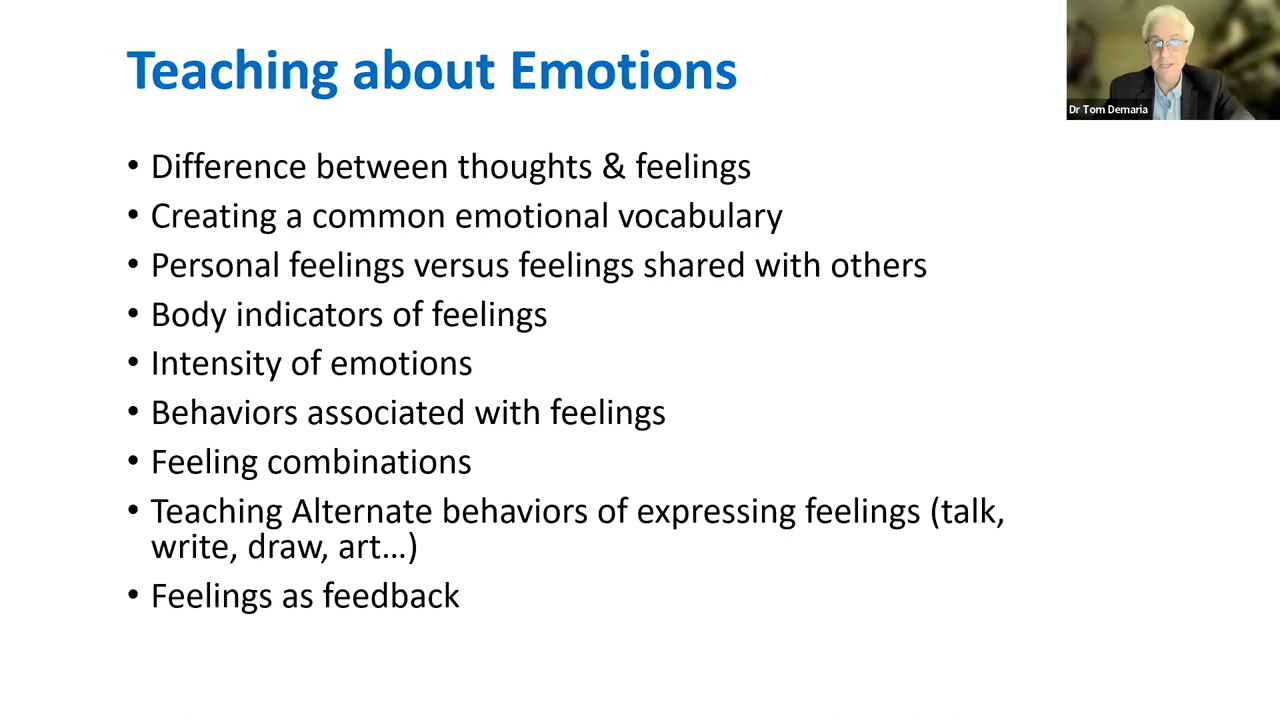 Teaching about Emotions
Dr Tom Demaria
• Difference between thoughts & feelings
• Creating a common emotional vocabulary
• Personal feelings versus feelings shared with others
• Body indicators of feelings
• Intensity of emotions
• Behaviors associated with feelings
• Feeling combinations
• Teaching Alternate behaviors of expressing feelings (talk,
write, draw, art...)
• Feelings as feedback